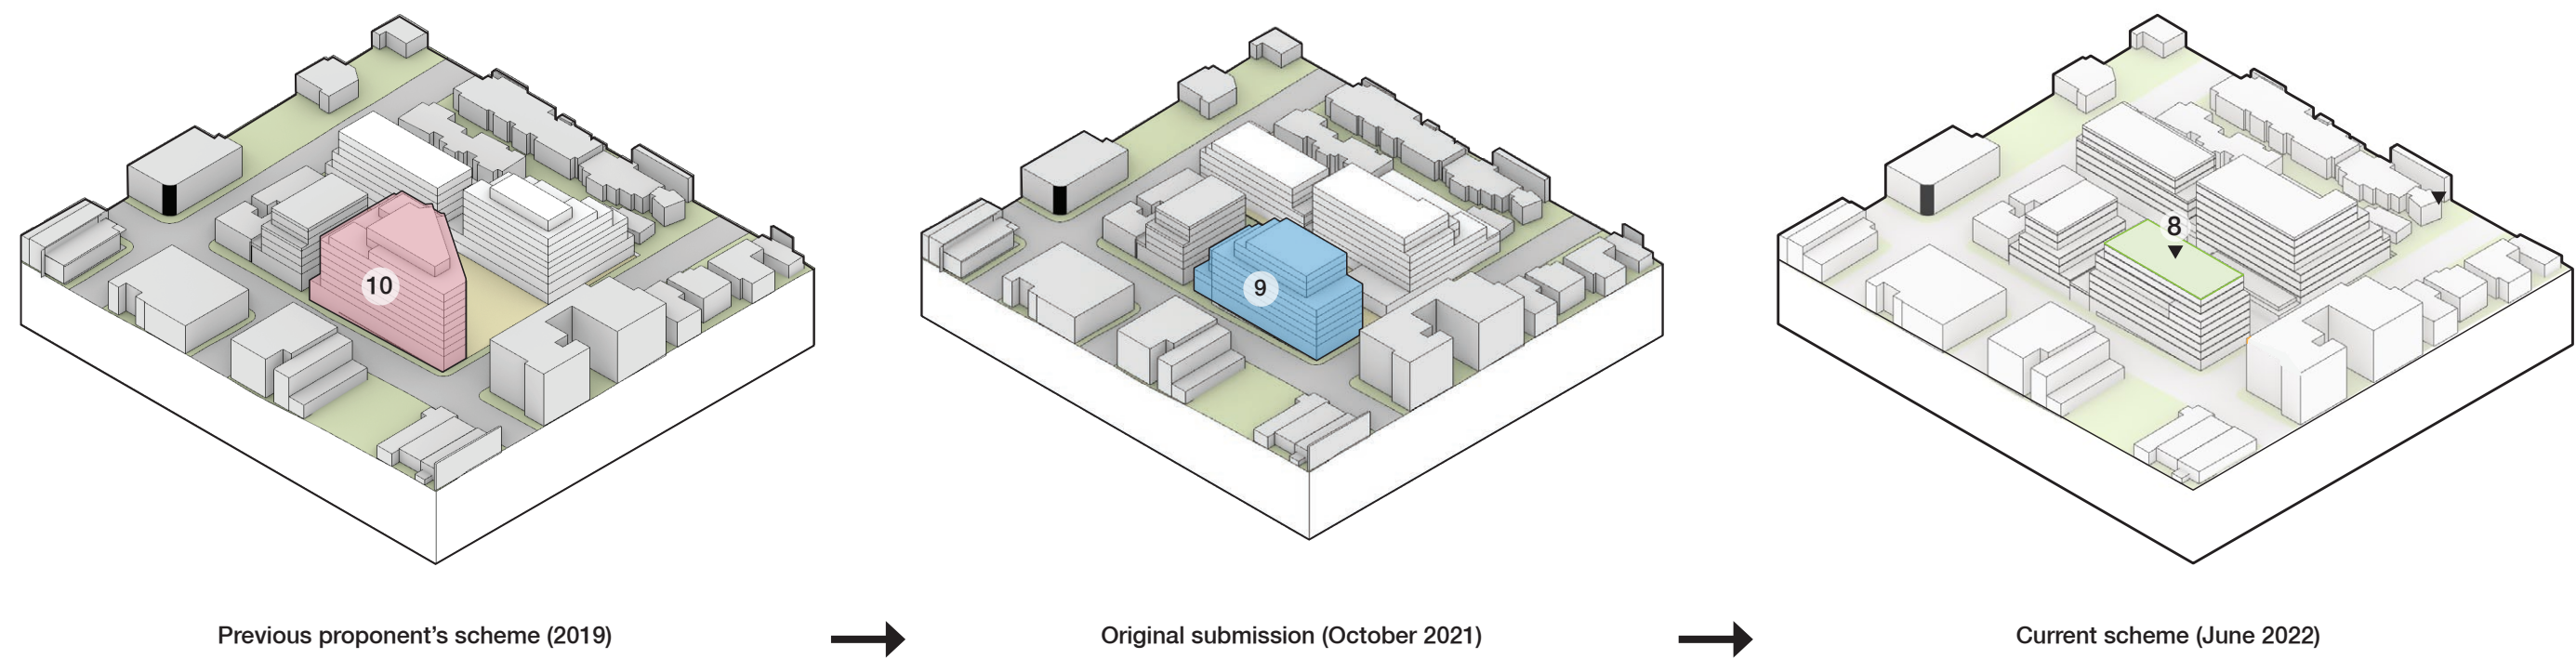 10
9
8
Previous proponent’s scheme (2019)
Original submission (October 2021)
Current scheme (June 2022)